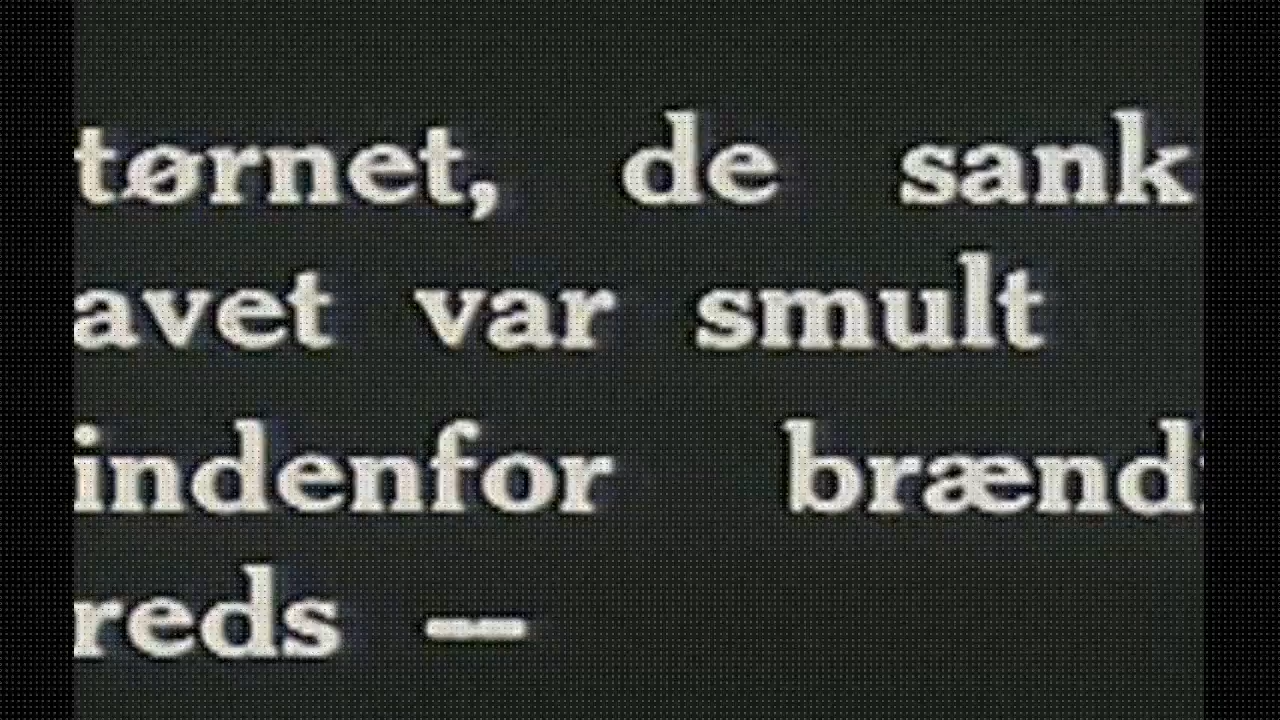 tørnet, de sank
avet var smult
indenfor brænd
reds —